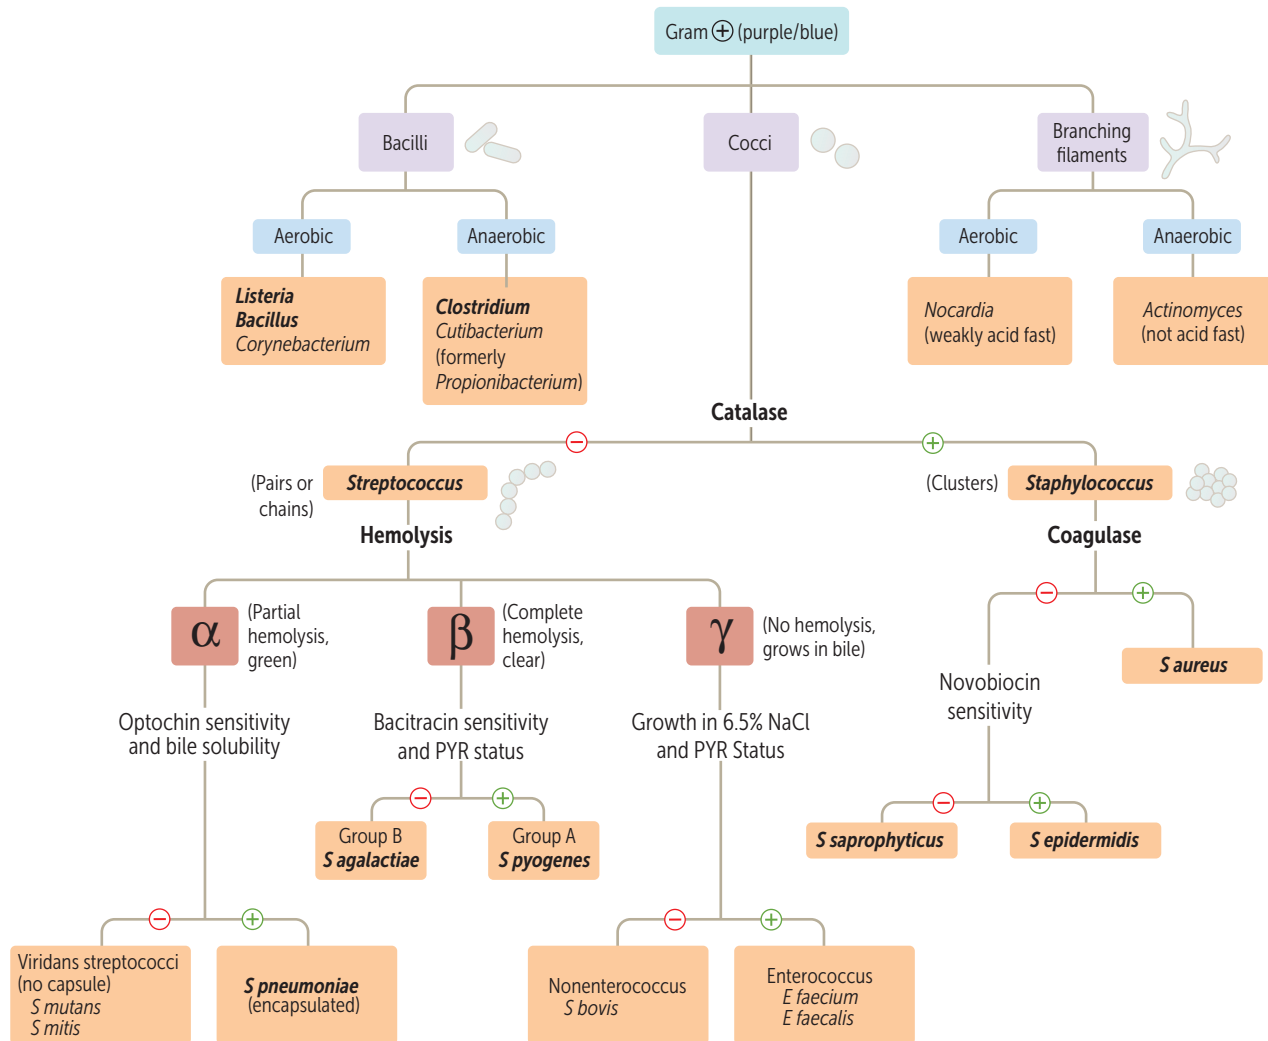 Gram ⊕ (purple/blue)
Bacilli
Cocci
Branching
filaments
Aerobic
Anaerobic
Aerobic
Anaerobic
Listeria
Bacillus
Corynebacterium
Clostridium
Cutibacterium
(formerly
Propionibacterium)
Nocardia
(weakly acid fast)
Actinomyces
(not acid fast)
Catalase
−
+
(Pairs or
chains)
Streptococcus
(Clusters)
Staphylococcus
Hemolysis
Coagulase
−
+
α
(Partial
hemolysis,
green)
β
(Complete
hemolysis,
clear)
γ
(No hemolysis,
grows in bile)
S aureus
Novobiocin
sensitivity
Optochin sensitivity
and bile solubility
Bacitracin sensitivity
and PYR status
Growth in 6.5% NaCl
and PYR Status
−
+
−
+
Group B
S agalactiae
Group A
S pyogenes
S saprophyticus
S epidermidis
−
+
−
+
Viridans streptococci
(no capsule)
S mutans
S mitis
S pneumoniae
(encapsulated)
Nonenterococcus
S bovis
Enterococcus
E faecium
E faecalis